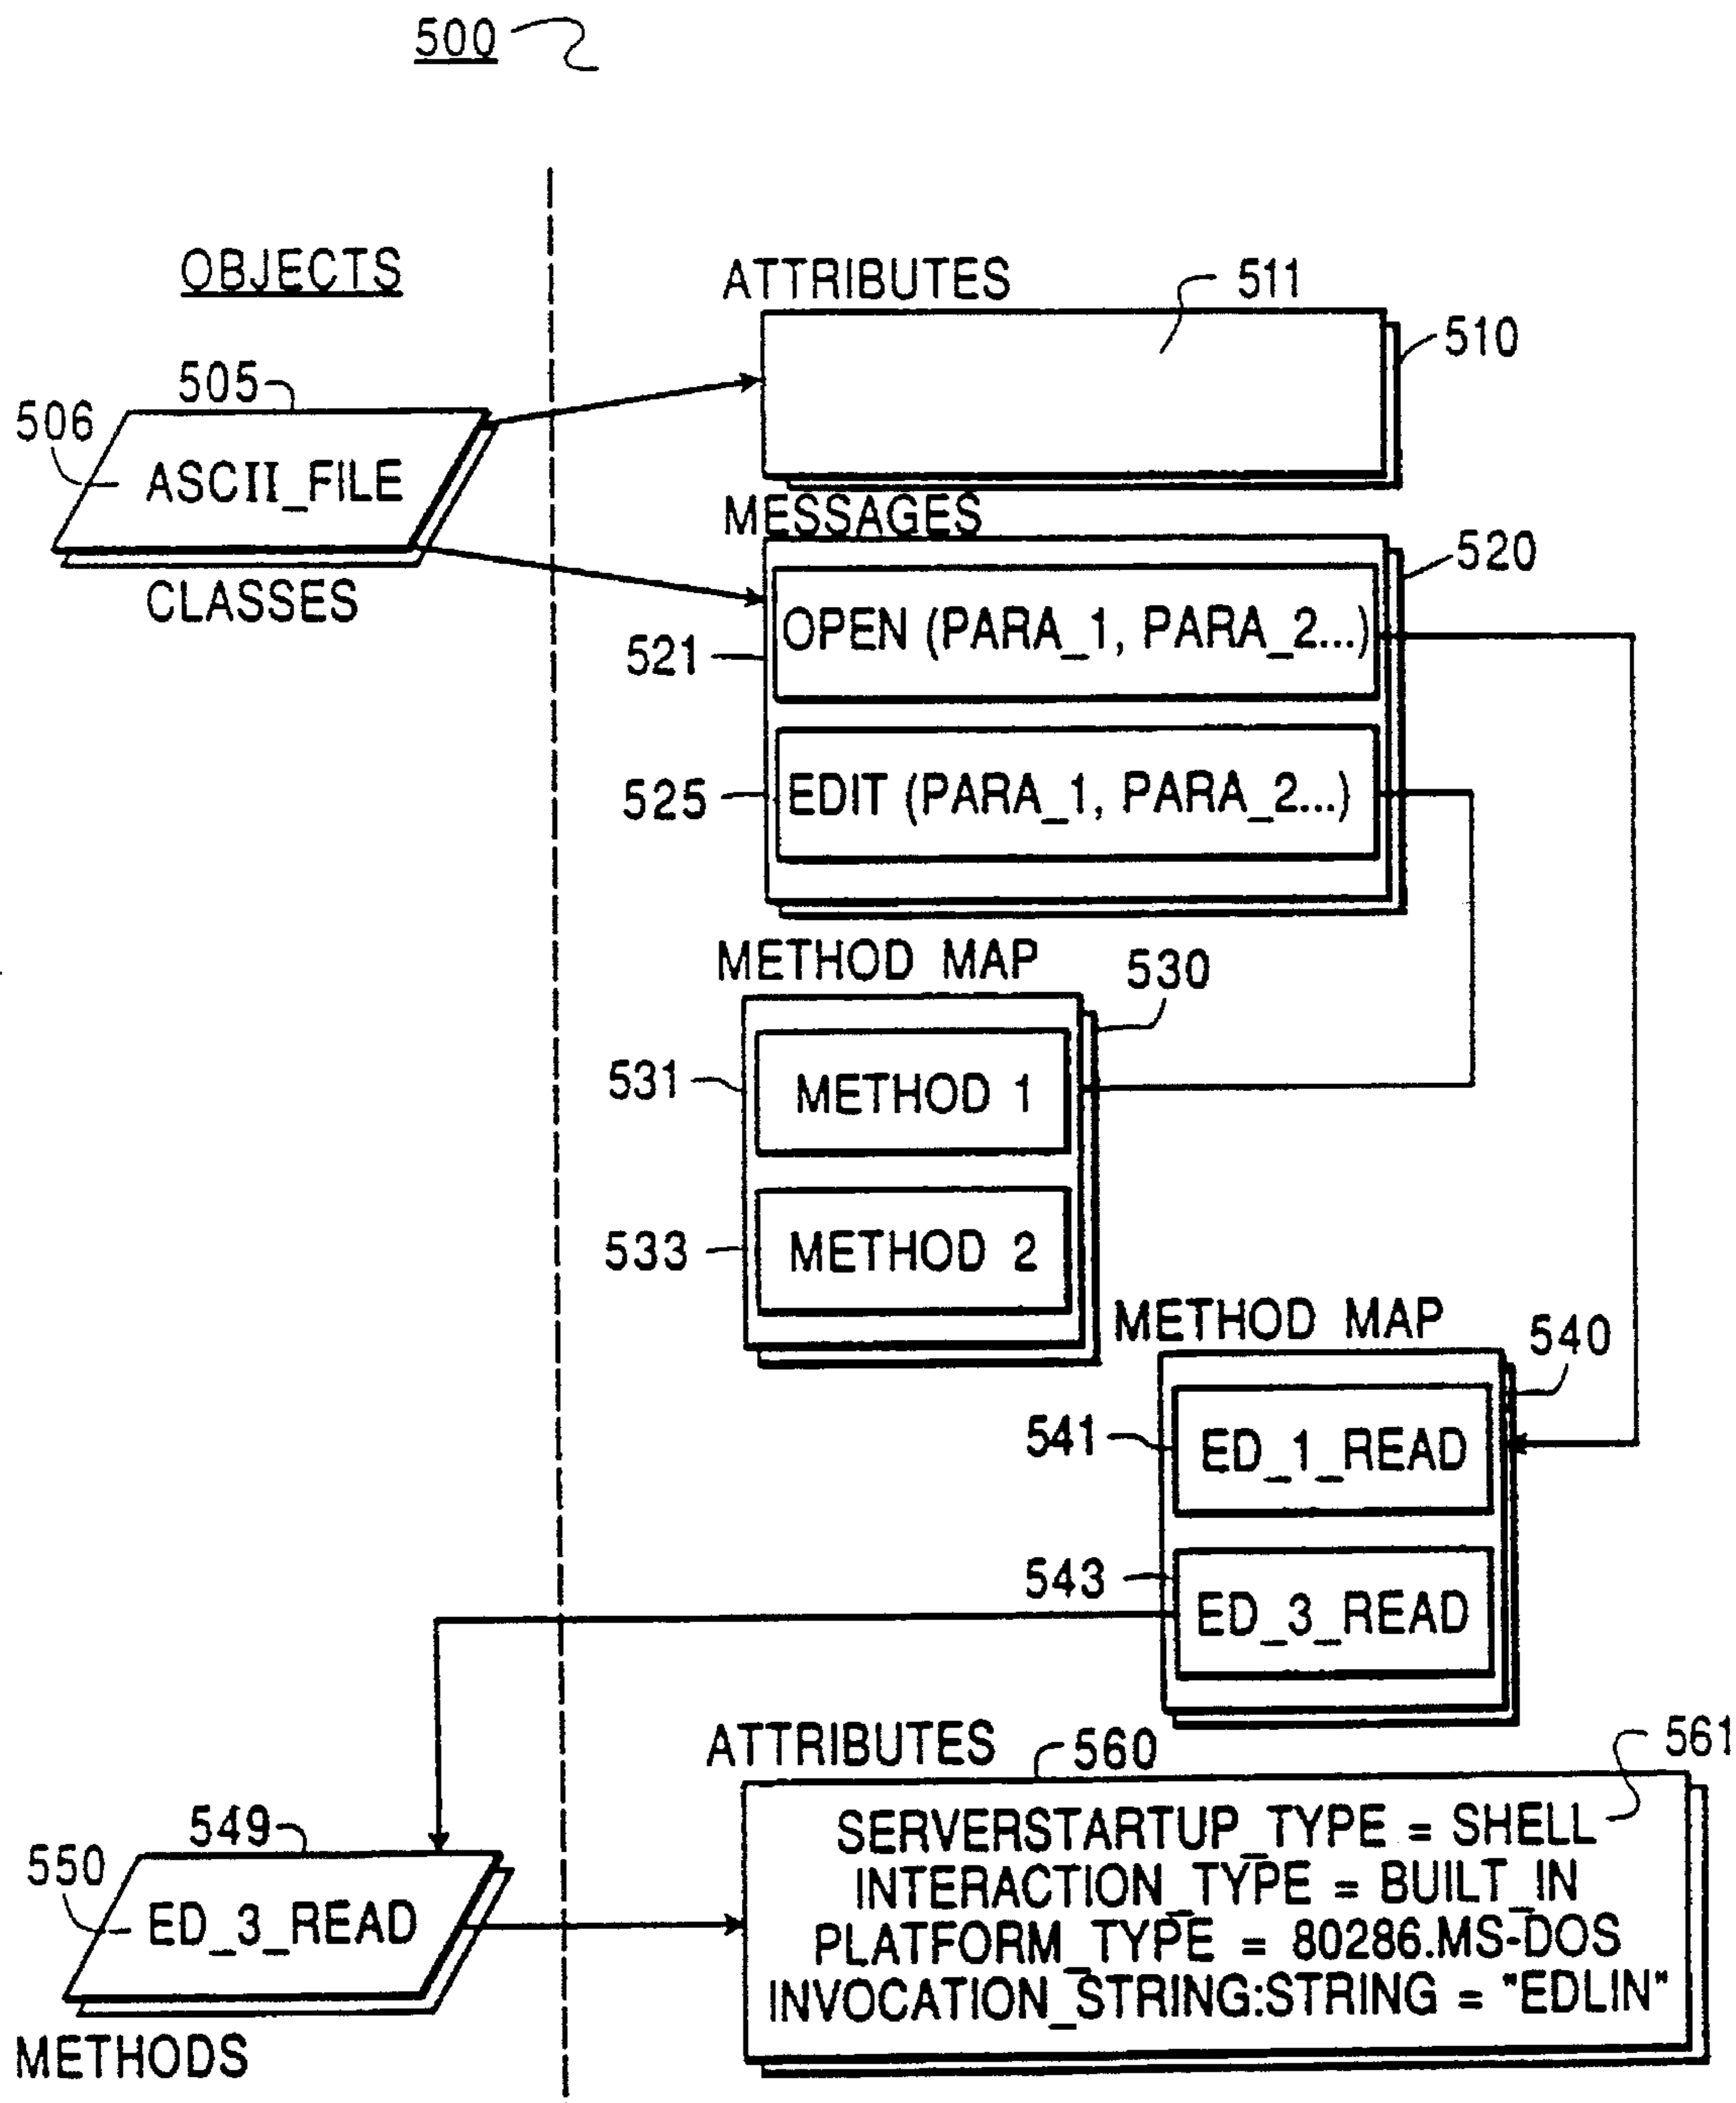 500
OBJECTS
ATTRIBUTES
511
510
505
506
ASCII_FILE
CLASSES
MESSAGES
520
521
OPEN (PARA_1, PARA_2...)
525
EDIT (PARA_1, PARA_2...)
METHOD MAP
530
531
METHOD 1
533
METHOD 2
METHOD MAP
540
541
ED_1_READ
543
ED_3_READ
549
550
ED_3_READ
METHODS
ATTRIBUTES
560
561
SERVERSTARTUP_TYPE = SHELL
INTERACTION_TYPE = BUILT_IN
PLATFORM_TYPE = 80286.MS-DOS
INVOCATION_STRING:STRING = "EDLIN"